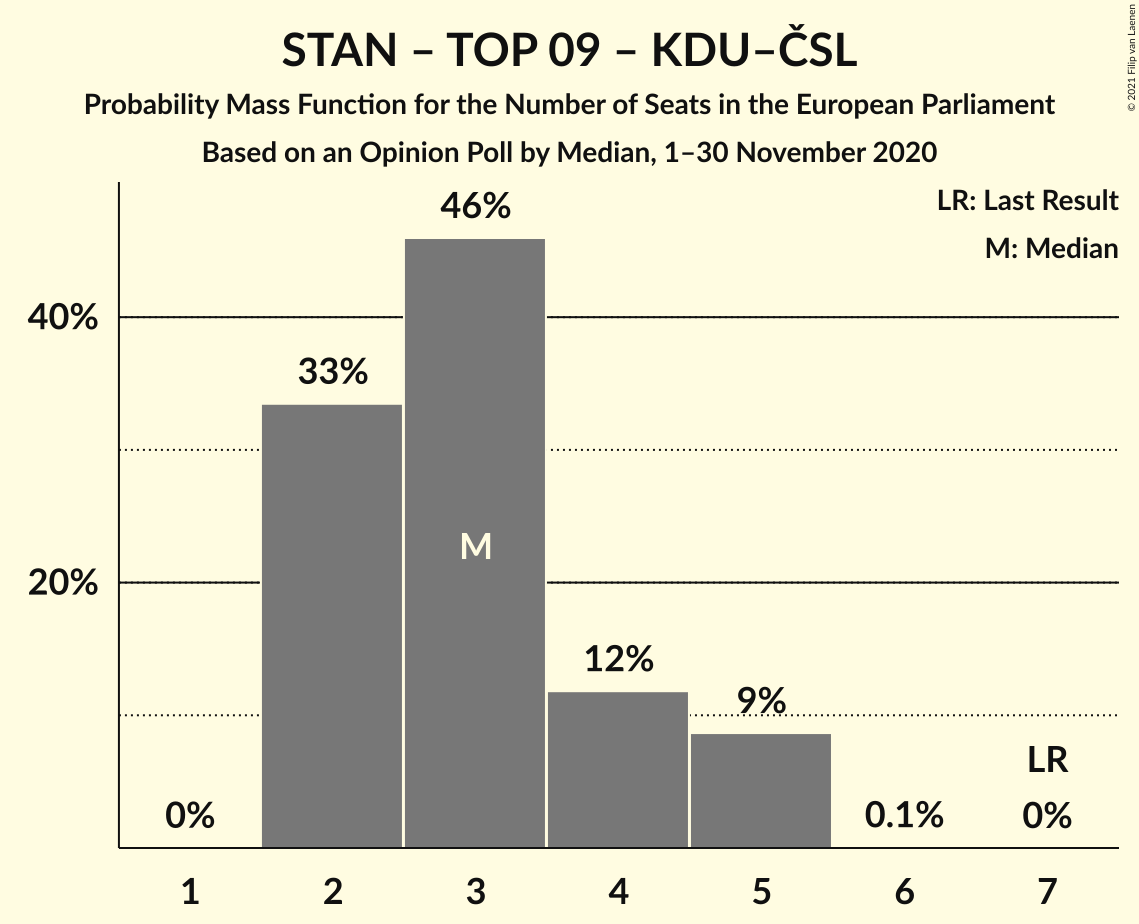 STAN – TOP 09 – KDU–ČSL
Probability Mass Function for the Number of Seats in the European Parliament
Based on an Opinion Poll by Median, 1–30 November 2020
© 2021 Filip van Laenen
LR: Last Result
M: Median
46%
40%
33%
M
20%
12%
9%
LR
0%
0.1%
0%
1 2 3 4 5 6 7